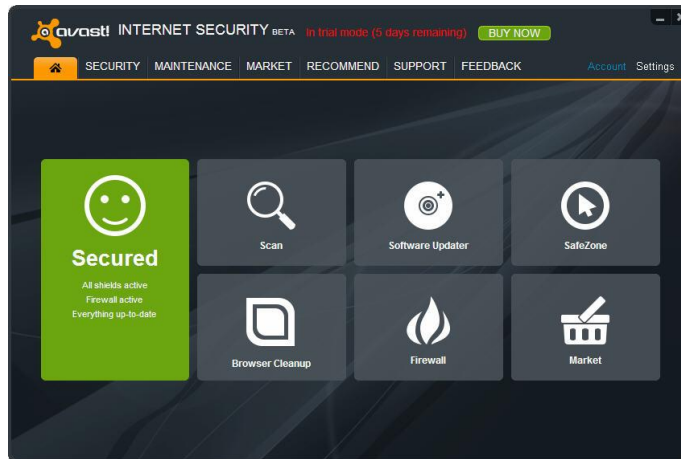 avast! INTERNET SECURITY BETA In trial mode (5 days remaining) BUY NOW
SECURITY MAINTENANCE MARKET RECOMMEND SUPPORT FEEDBACK Account Settings
Secured
All shields active
Firewall active
Everything up-to-date
Scan
Software Updater
SafeZone
Browser Cleanup
Firewall
Market